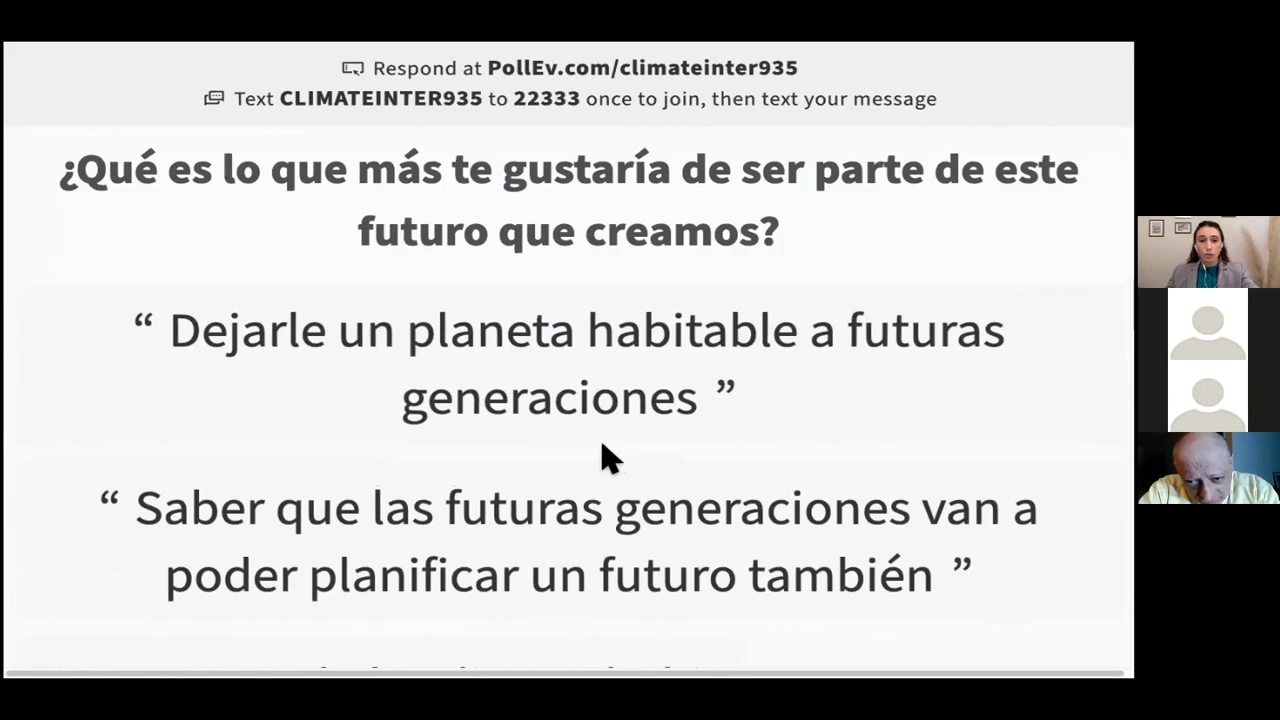 Respond at PollEv.com/climateinter935
Text CLIMATEINTER935 to 22333 once to join, then text your message
¿Qué es lo que más te gustaría de ser parte de este
futuro que creamos?
“ Dejarle un planeta habitable a futuras
generaciones ”
“ Saber que las futuras generaciones van a
poder planificar un futuro también ”